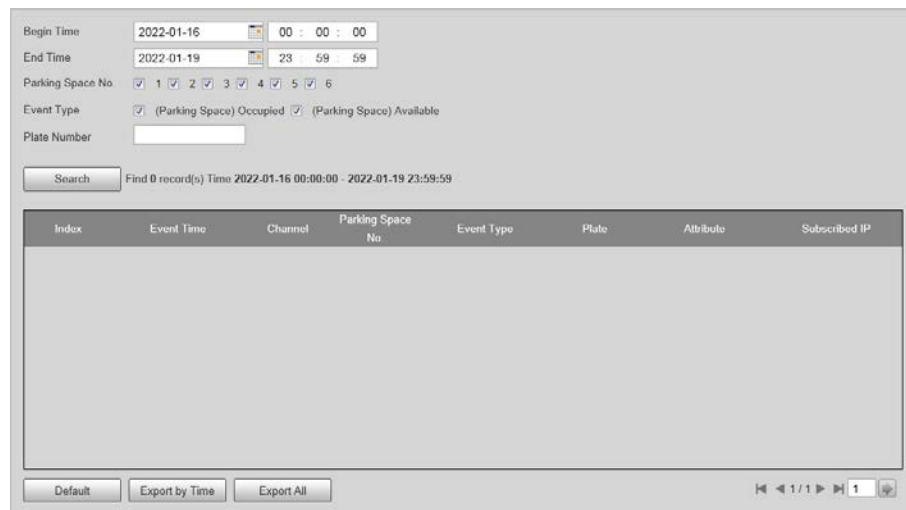 Begin Time 2022-01-16 00 : 00 : 00
End Time 2022-01-19 23 : 59 : 59
Parking Space No. 1 2 3 4 5 6
Event Type (Parking Space) Occupied (Parking Space) Available
Plate Number
Search Find 0 record(s) Time 2022-01-16 00:00:00 - 2022-01-19 23:59:59
Index Event Time Channel Parking Space No. Event Type Plate Attribute Subscribed IP
Default Export by Time Export All 1 / 1 1